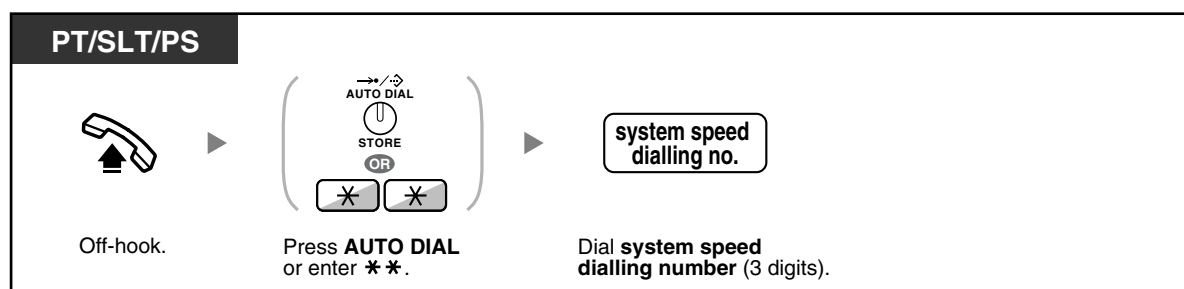 PT/SLT/PS
AUTO DIAL
STORE
OR
* *
system speed
dialling no.
Off-hook.
Press AUTO DIAL
or enter * *.
Dial system speed
dialling number (3 digits).